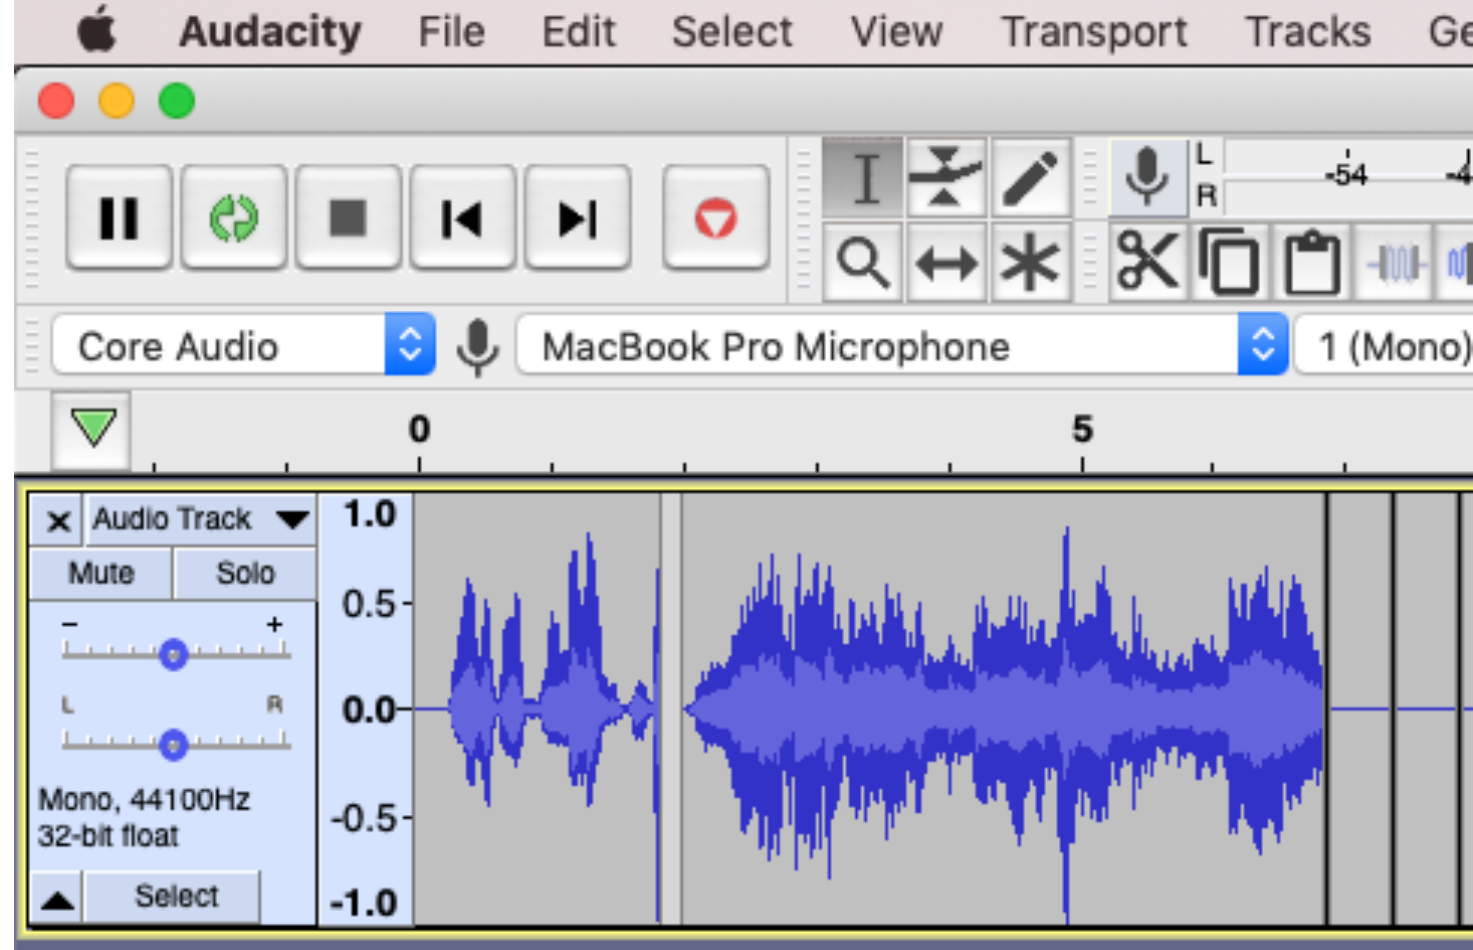 Audacity File Edit Select View Transport Tracks
L
-54
R
Core Audio MacBook Pro Microphone 1 (Mono)
0 5
Audio Track 1.0
Mute Solo
0.5
- +
L R
0.0
Mono, 44100Hz
32-bit float
-0.5
Select
-1.0